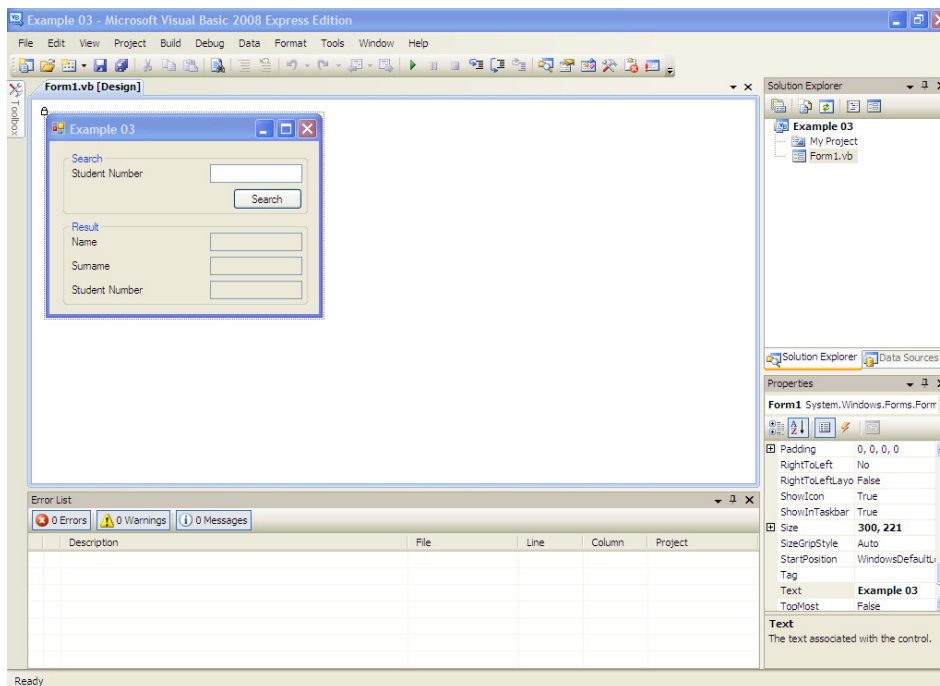 Example 03 - Microsoft Visual Basic 2008 Express Edition
File Edit View Project Build Debug Data Format Tools Window Help
Toolbox
Form1.vb [Design]
Example 03
Search
Student Number
Search
Result
Name
Surname
Student Number
Solution Explorer
Example 03
My Project
Form1.vb
Solution Explorer Data Sources
Properties
Form1 System.Windows.Forms.Form
Padding 0, 0, 0, 0
RightToLeft No
RightToLeftLayo False
ShowIcon True
ShowInTaskbar True
Size 300, 221
SizeGripStyle Auto
StartPosition WindowsDefaultL
Tag
Text Example 03
TopMost False
Text
The text associated with the control.
Error List
0 Errors 0 Warnings 0 Messages
Description File Line Column Project
Ready